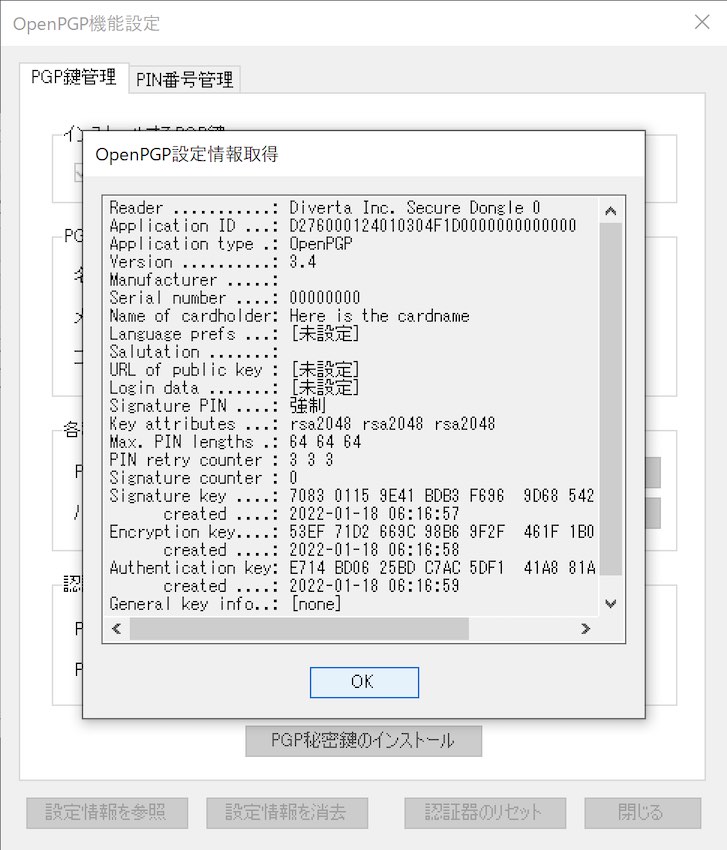 OpenPGP機能設定
PGP鍵管理
PIN番号管理
OpenPGP設定情報取得
Reader ...........: Diverta Inc. Secure Dongle 0
Application ID ...: D276000124010304F1D0000000000000
Application type .: OpenPGP
Version ..........: 3.4
Manufacturer .....:
Serial number ....: 00000000
Name of cardholder: Here is the cardname
Language prefs ...: [未設定]
Salutation .......:
URL of public key : [未設定]
Login data .......: [未設定]
Signature PIN ....: 強制
Key attributes ...: rsa2048 rsa2048 rsa2048
Max. PIN lengths .: 64 64 64
PIN retry counter : 3 3 3
Signature counter : 0
Signature key ....: 7083 0115 9E41 BDB3 F696  9D68 542
created ....: 2022-01-18 06:16:57
Encryption key....: 53EF 71D2 669C 98B6 9F2F  461F 1B0
created ....: 2022-01-18 06:16:58
Authentication key: E714 BD06 25BD C7AC 5DF1  41A8 81A
created ....: 2022-01-18 06:16:59
General key info..: [none]
OK
PGP秘密鍵のインストール
設定情報を参照
設定情報を消去
認証器のリセット
閉じる